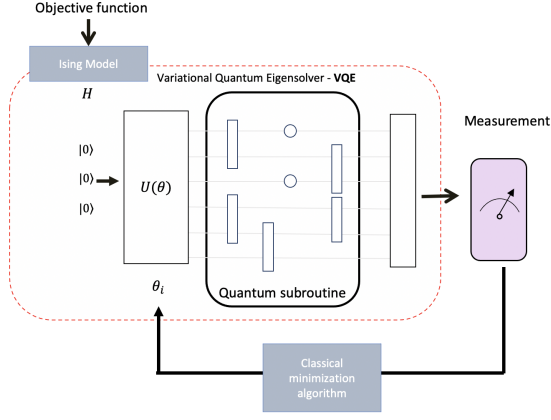 Objective function
Ising Model
Variational Quantum Eigensolver - VQE
H
Measurement
|0⟩
|0⟩
|0⟩
U(θ)
θᵢ
Quantum subroutine
Classical
minimization
algorithm